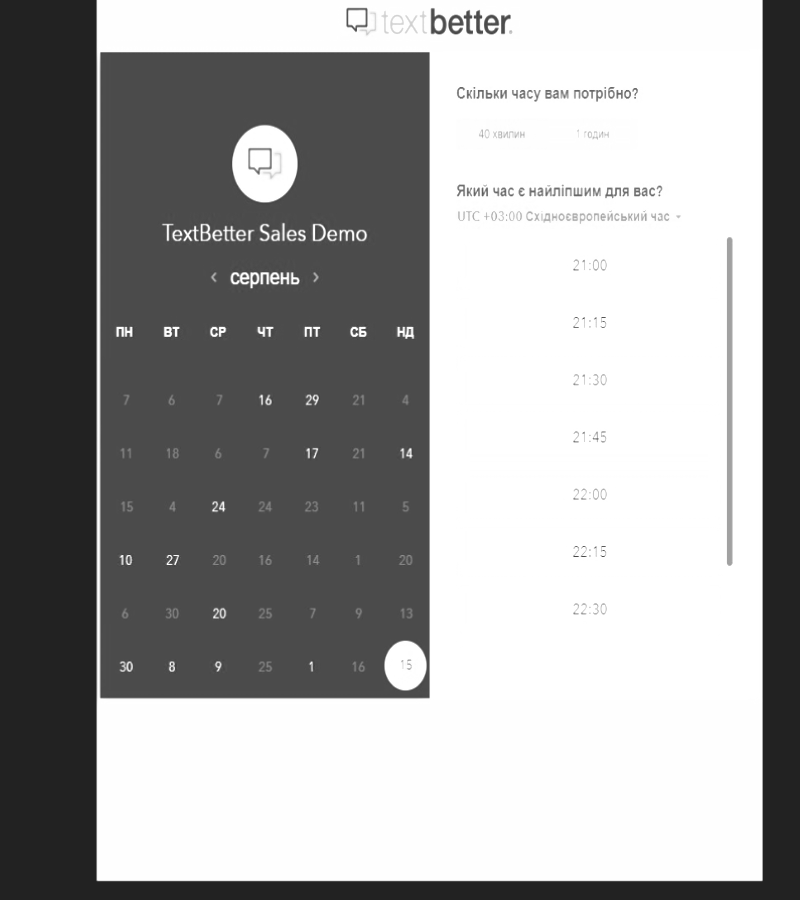 textbetter.
TextBetter Sales Demo
‹ серпень ›
ПН ВТ СР ЧТ ПТ СБ НД
7 6 7 16 29 21 4
11 18 6 7 17 21 14
15 4 24 24 23 11 5
10 27 20 16 14 1 20
6 30 20 25 7 9 13
30 8 9 25 1 16 15
Скільки часу вам потрібно?
40 хвилин 1 годин
Який час є найліпшим для вас?
UTC +03:00 Східноєвропейський час
21:00
21:15
21:30
21:45
22:00
22:15
22:30